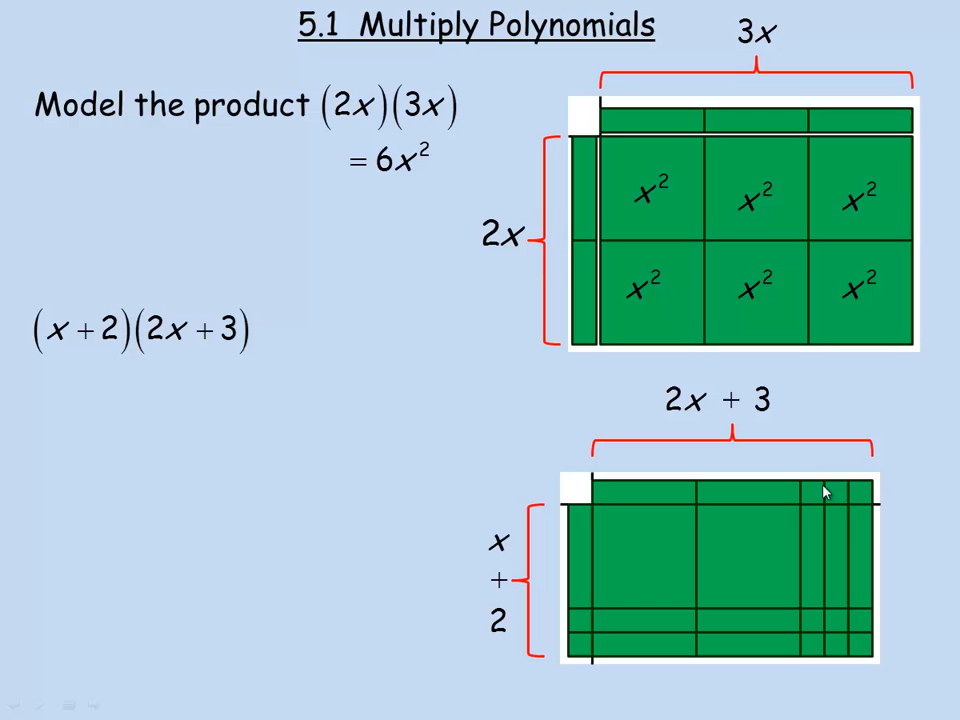 5.1 Multiply Polynomials
3x
Model the product (2x)(3x)
= 6x²
2x
x² x² x²
x² x² x²
(x + 2)(2x + 3)
2x + 3
x
+
2